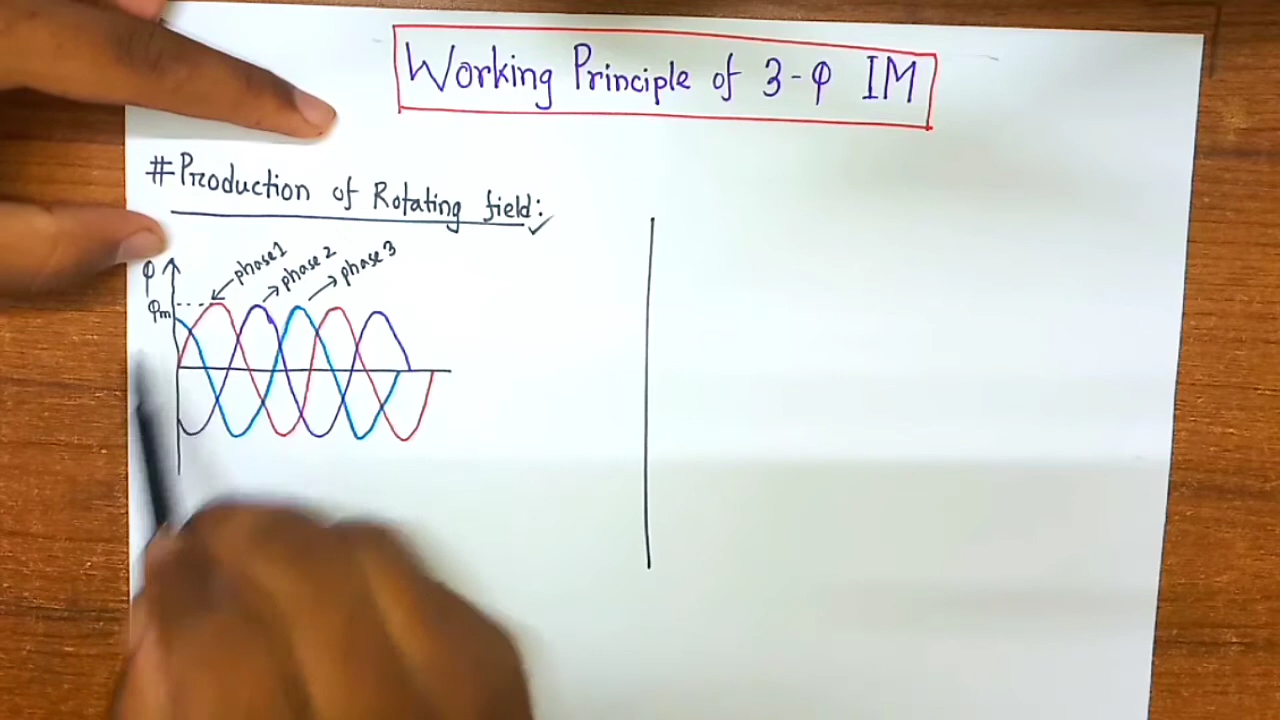 Working Principle of 3-φ IM
#Production of Rotating field:
phase1
phase 2
phase 3
φ
φm